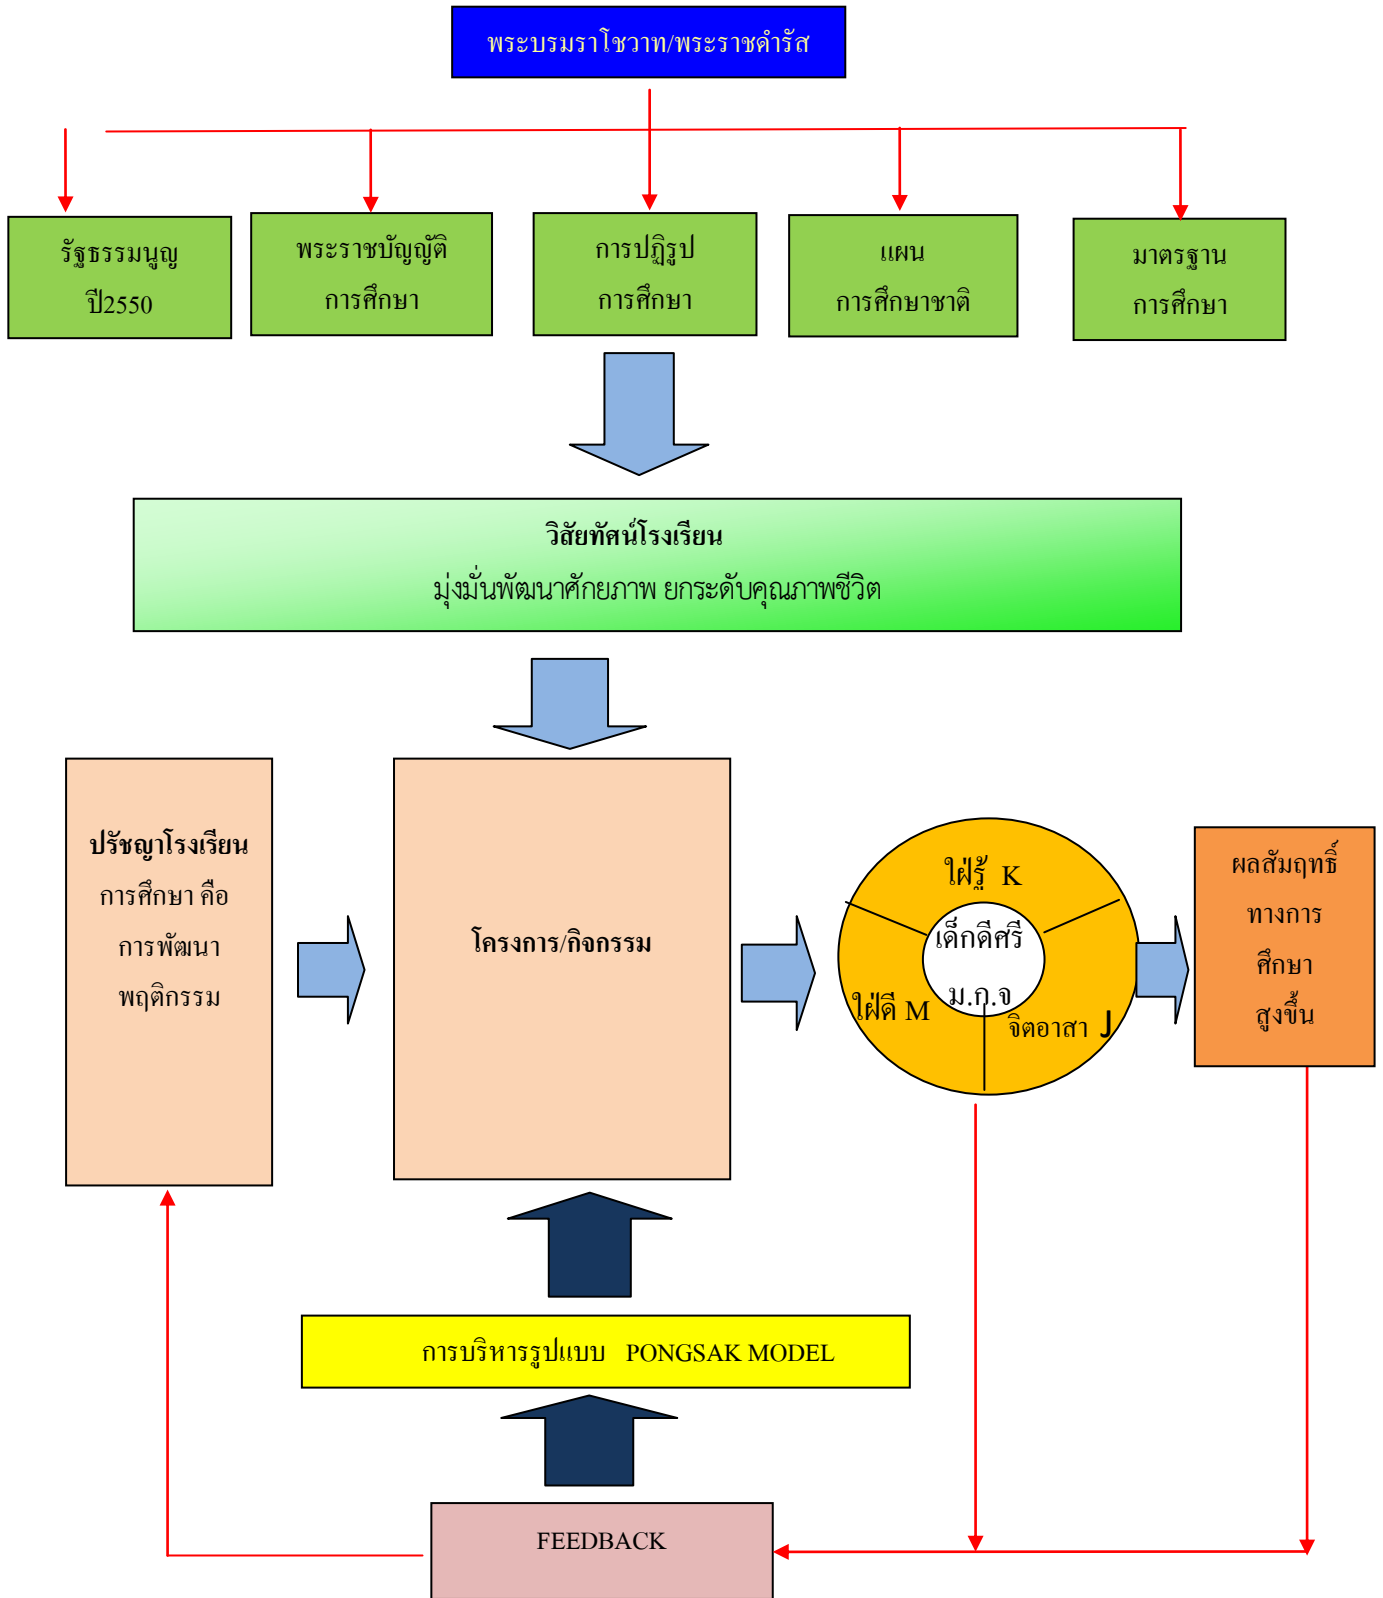 พระบรมราโชวาท/พระราชดำรัส
รัฐธรรมนูญ
ปี2550
พระราชบัญญัติ
การศึกษา
การปฏิรูป
การศึกษา
แผน
การศึกษาชาติ
มาตรฐาน
การศึกษา
วิสัยทัศน์โรงเรียน
มุ่งมั่นพัฒนาศักยภาพ ยกระดับคุณภาพชีวิต
ปรัชญาโรงเรียน
การศึกษา คือ
การพัฒนา
พฤติกรรม
โครงการ/กิจกรรม
ใฝ่รู้ K
เด็กดีศรี
ม.ก.จ
ใฝ่ดี M
จิตอาสา J
ผลสัมฤทธิ์
ทางการ
ศึกษา
สูงขึ้น
การบริหารรูปแบบ PONGSAK MODEL
FEEDBACK